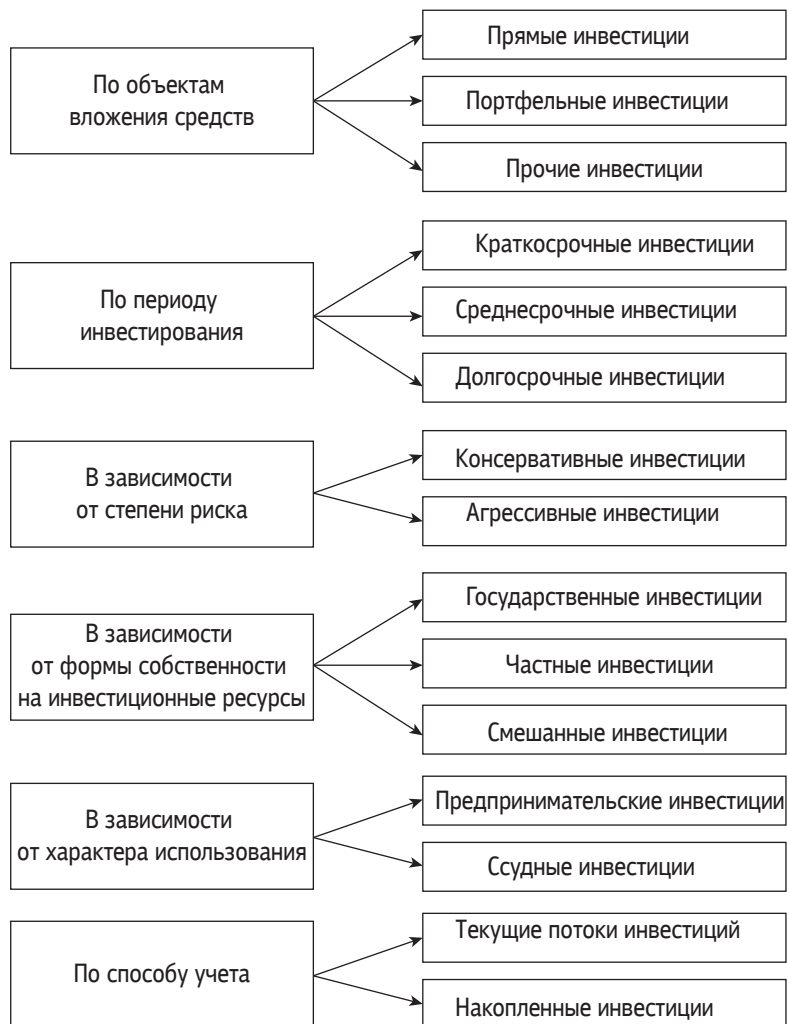 По объектам
вложения средств
Прямые инвестиции
Портфельные инвестиции
Прочие инвестиции
По периоду
инвестирования
Краткосрочные инвестиции
Среднесрочные инвестиции
Долгосрочные инвестиции
В зависимости
от степени риска
Консервативные инвестиции
Агрессивные инвестиции
В зависимости
от формы собственности
на инвестиционные ресурсы
Государственные инвестиции
Частные инвестиции
Смешанные инвестиции
В зависимости
от характера использования
Предпринимательские инвестиции
Ссудные инвестиции
По способу учета
Текущие потоки инвестиций
Накопленные инвестиции